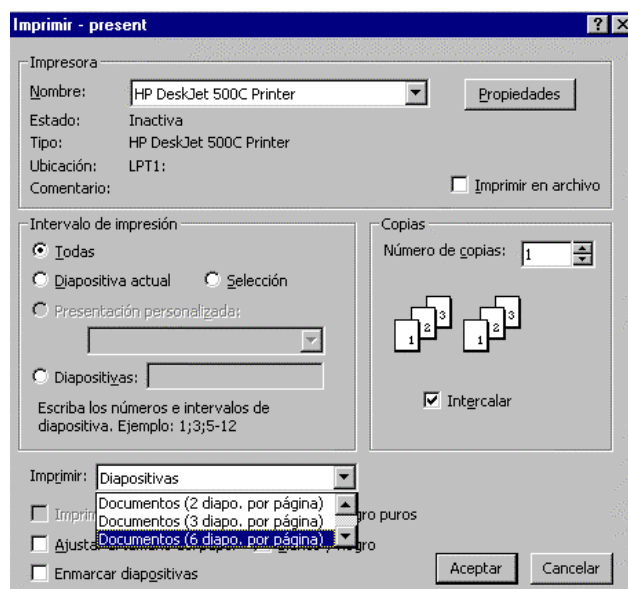 Imprimir - present
Impresora
Nombre: HP DeskJet 500C Printer Propiedades
Estado: Inactiva
Tipo: HP DeskJet 500C Printer
Ubicación: LPT1:
Comentario: Imprimir en archivo
Intervalo de impresión
Todas
Diapositiva actual Selección
Presentación personalizada:
Diapositivas:
Escriba los números e intervalos de
diapositiva. Ejemplo: 1;3;5-12
Copias
Número de copias: 1
1 2 3 1 2 3
Intercalar
Imprimir: Diapositivas
Documentos (2 diapo. por página)
Documentos (3 diapo. por página)
Documentos (6 diapo. por página)
puros
Enmarcar diapositivas
Aceptar Cancelar